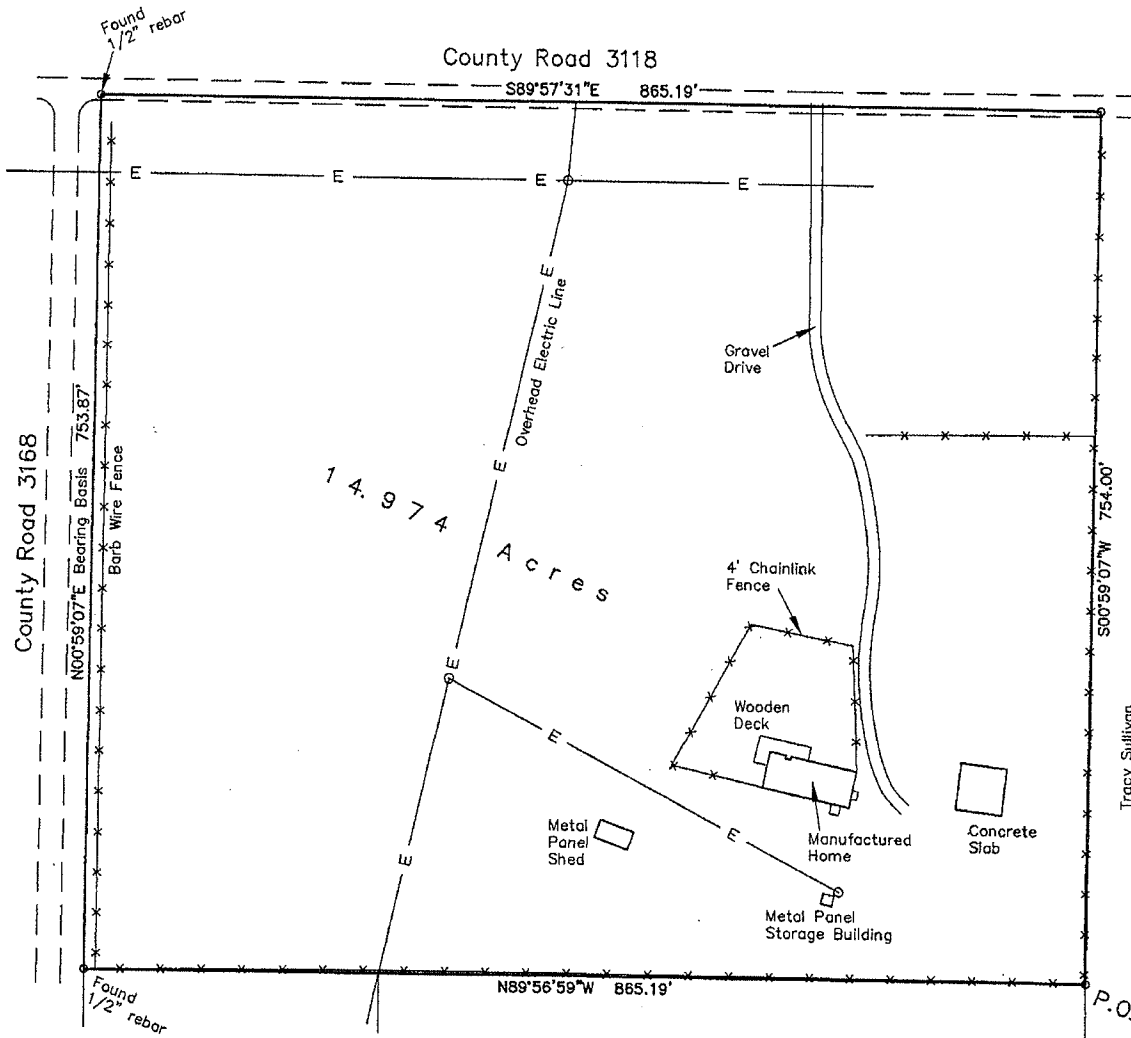 Found
1/2" rebar
County Road 3118
S89°57'31"E 865.19'
E E E E
E
Overhead Electric Line
E
E
E
E
E
E
Gravel
Drive
County Road 3168
N00°59'07"E Bearing Basis 753.87'
Barb Wire Fence
14.974 Acres
S00°59'07"W 754.00'
4' Chainlink
Fence
Wooden
Deck
Tracy Sullivan
Metal
Panel
Shed
Manufactured
Home
Concrete
Slab
Metal Panel
Storage Building
Found
1/2" rebar
N89°56'59"W 865.19'